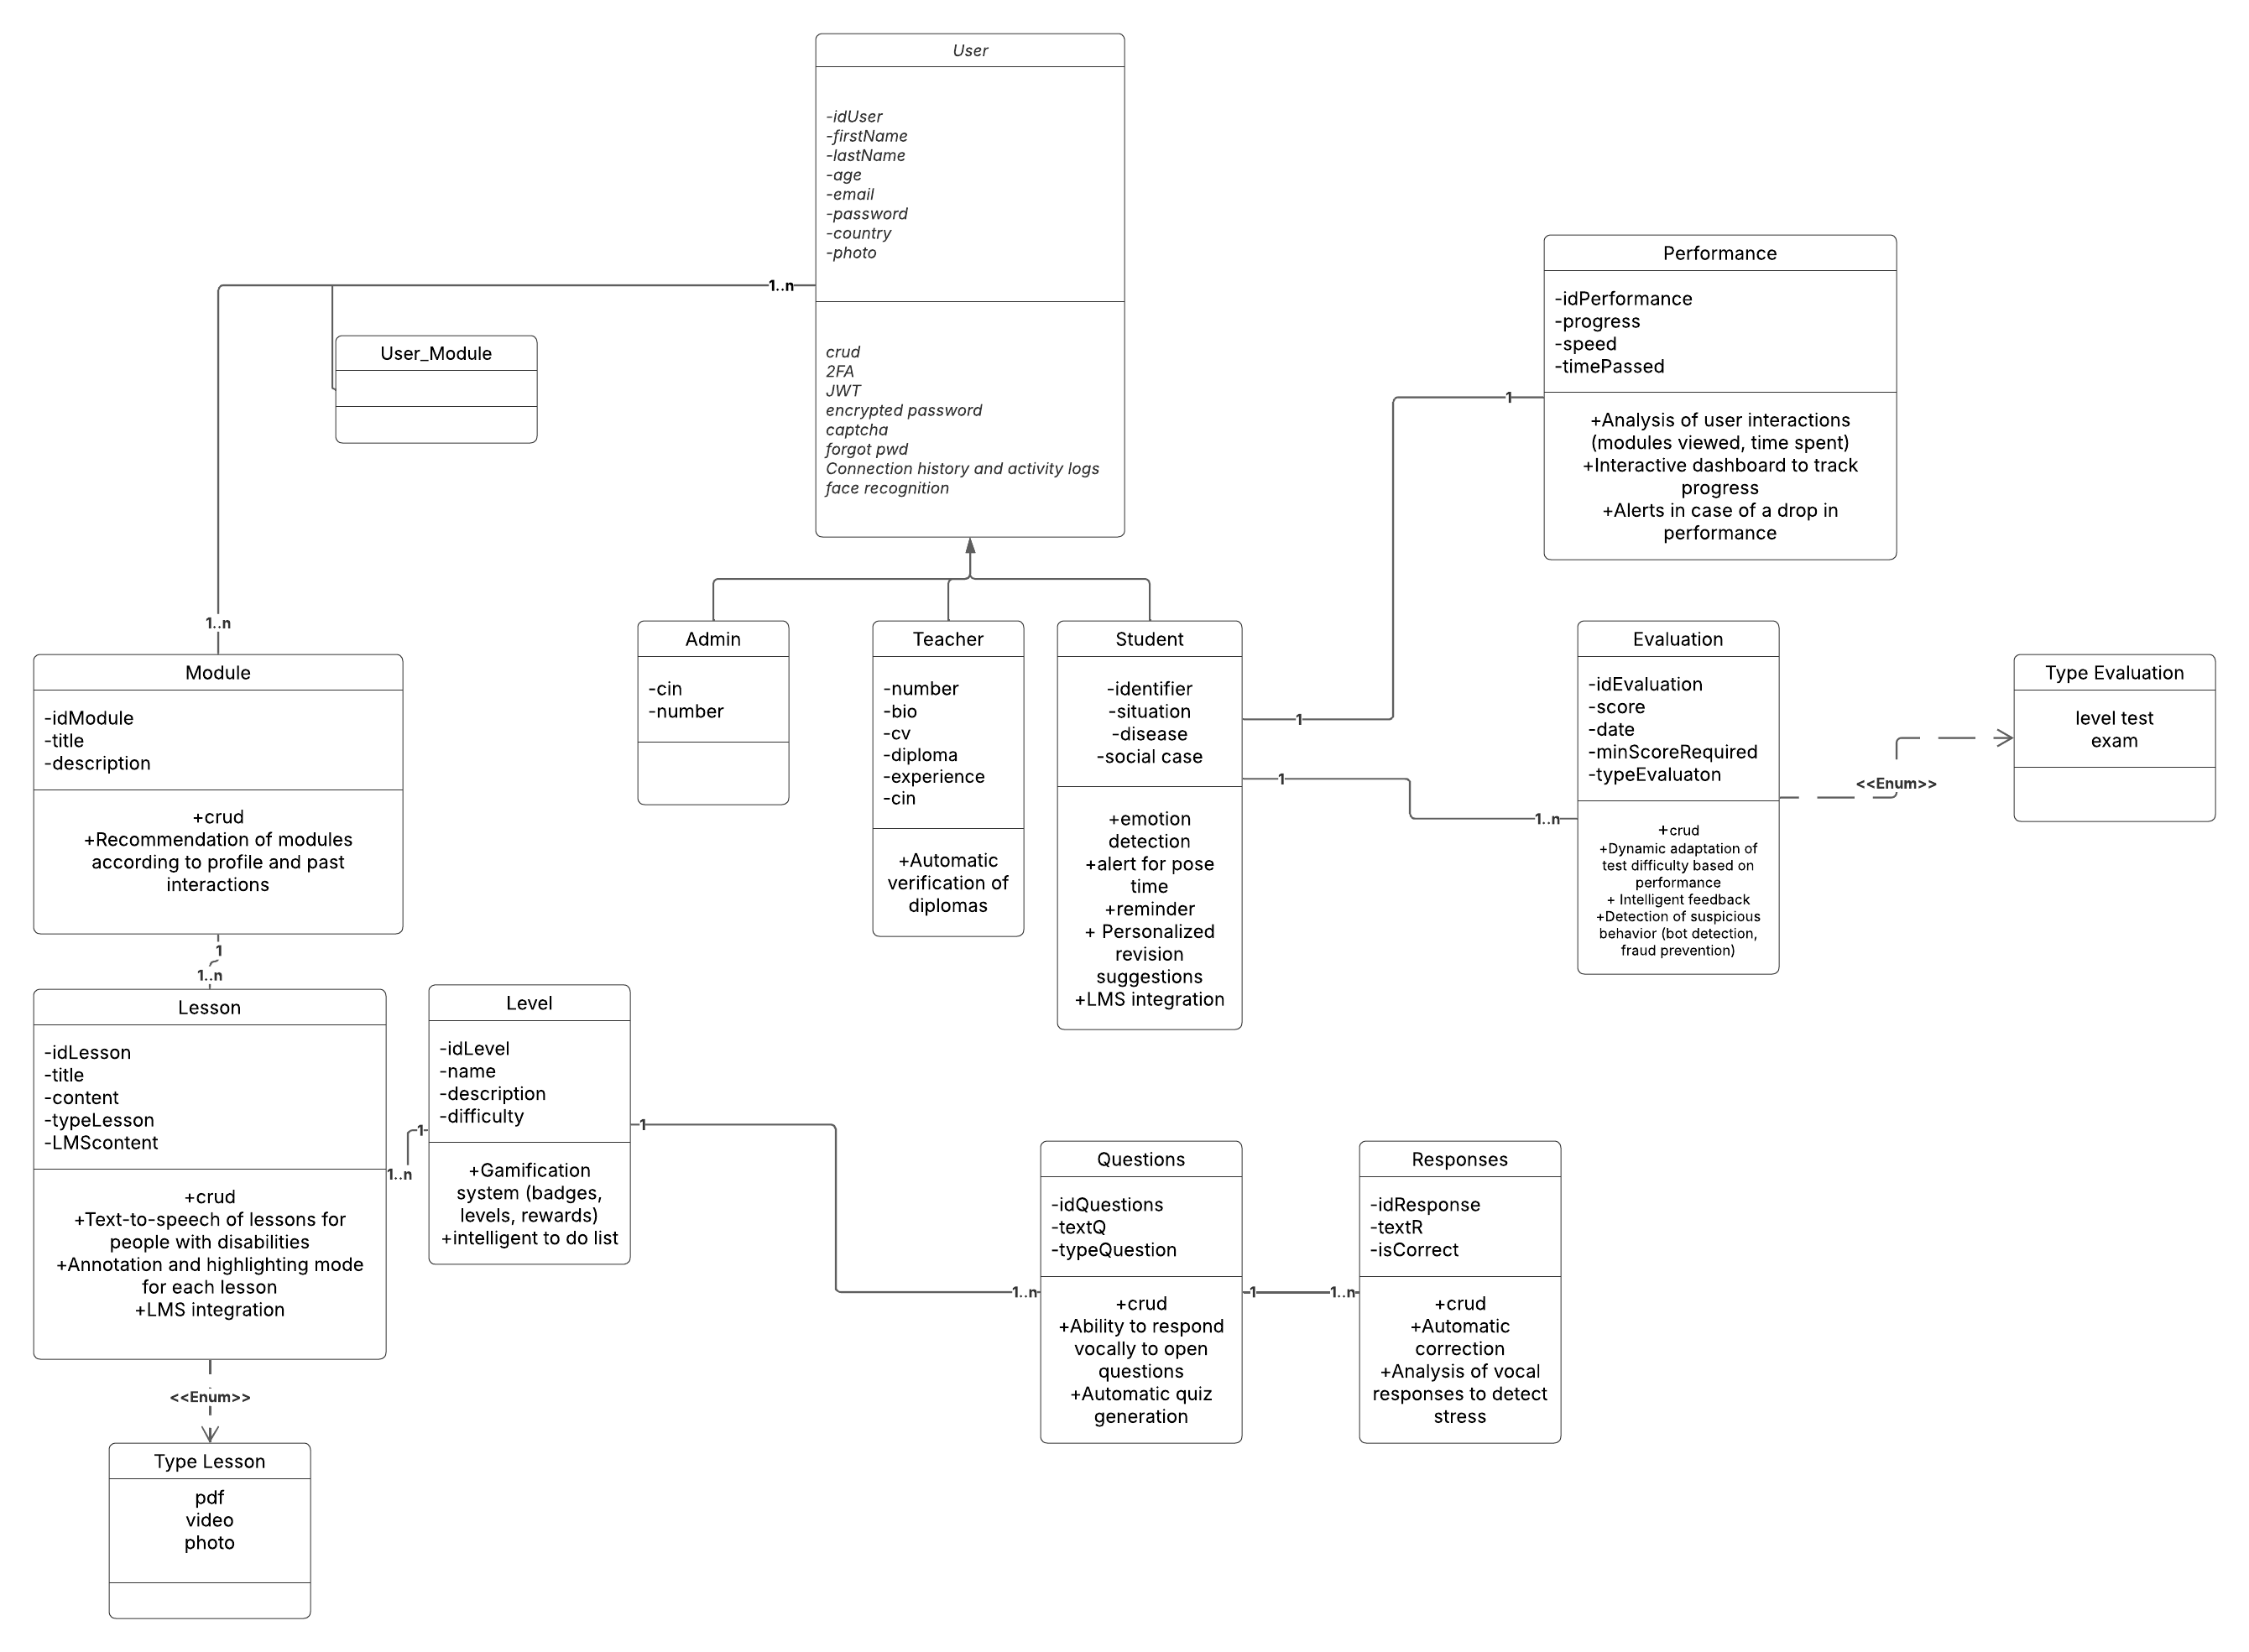 User
-idUser
-firstName
-lastName
-age
-email
-password
-country
-photo
crud
2FA
JWT
encrypted password
captcha
forgot pwd
Connection history and activity logs
face recognition
1..n
1..n
User_Module
Performance
-idPerformance
-progress
-speed
-timePassed
+Analysis of user interactions
(modules viewed, time spent)
+Interactive dashboard to track
progress
+Alerts in case of a drop in
performance
1
1
Module
-idModule
-title
-description
+crud
+Recommendation of modules
according to profile and past
interactions
Admin
-cin
-number
Teacher
-number
-bio
-cv
-diploma
-experience
-cin
+Automatic
verification of
diplomas
Student
-identifier
-situation
-disease
-social case
+emotion
detection
+alert for pose
time
+reminder
+ Personalized
revision
suggestions
+LMS integration
1
1..n
Evaluation
-idEvaluation
-score
-date
-minScoreRequired
-typeEvaluaton
+crud
+Dynamic adaptation of
test difficulty based on
performance
+ Intelligent feedback
+Detection of suspicious
behavior (bot detection,
fraud prevention)
<<Enum>>
Type Evaluation
level test
exam
1
1..n
Lesson
-idLesson
-title
-content
-typeLesson
-LMScontent
+crud
+Text-to-speech of lessons for
people with disabilities
+Annotation and highlighting mode
for each lesson
+LMS integration
1
1..n
Level
-idLevel
-name
-description
-difficulty
+Gamification
system (badges,
levels, rewards)
+intelligent to do list
1
1..n
Questions
-idQuestions
-textQ
-typeQuestion
+crud
+Ability to respond
vocally to open
questions
+Automatic quiz
generation
1
1..n
Responses
-idResponse
-textR
-isCorrect
+crud
+Automatic
correction
+Analysis of vocal
responses to detect
stress
<<Enum>>
Type Lesson
pdf
video
photo